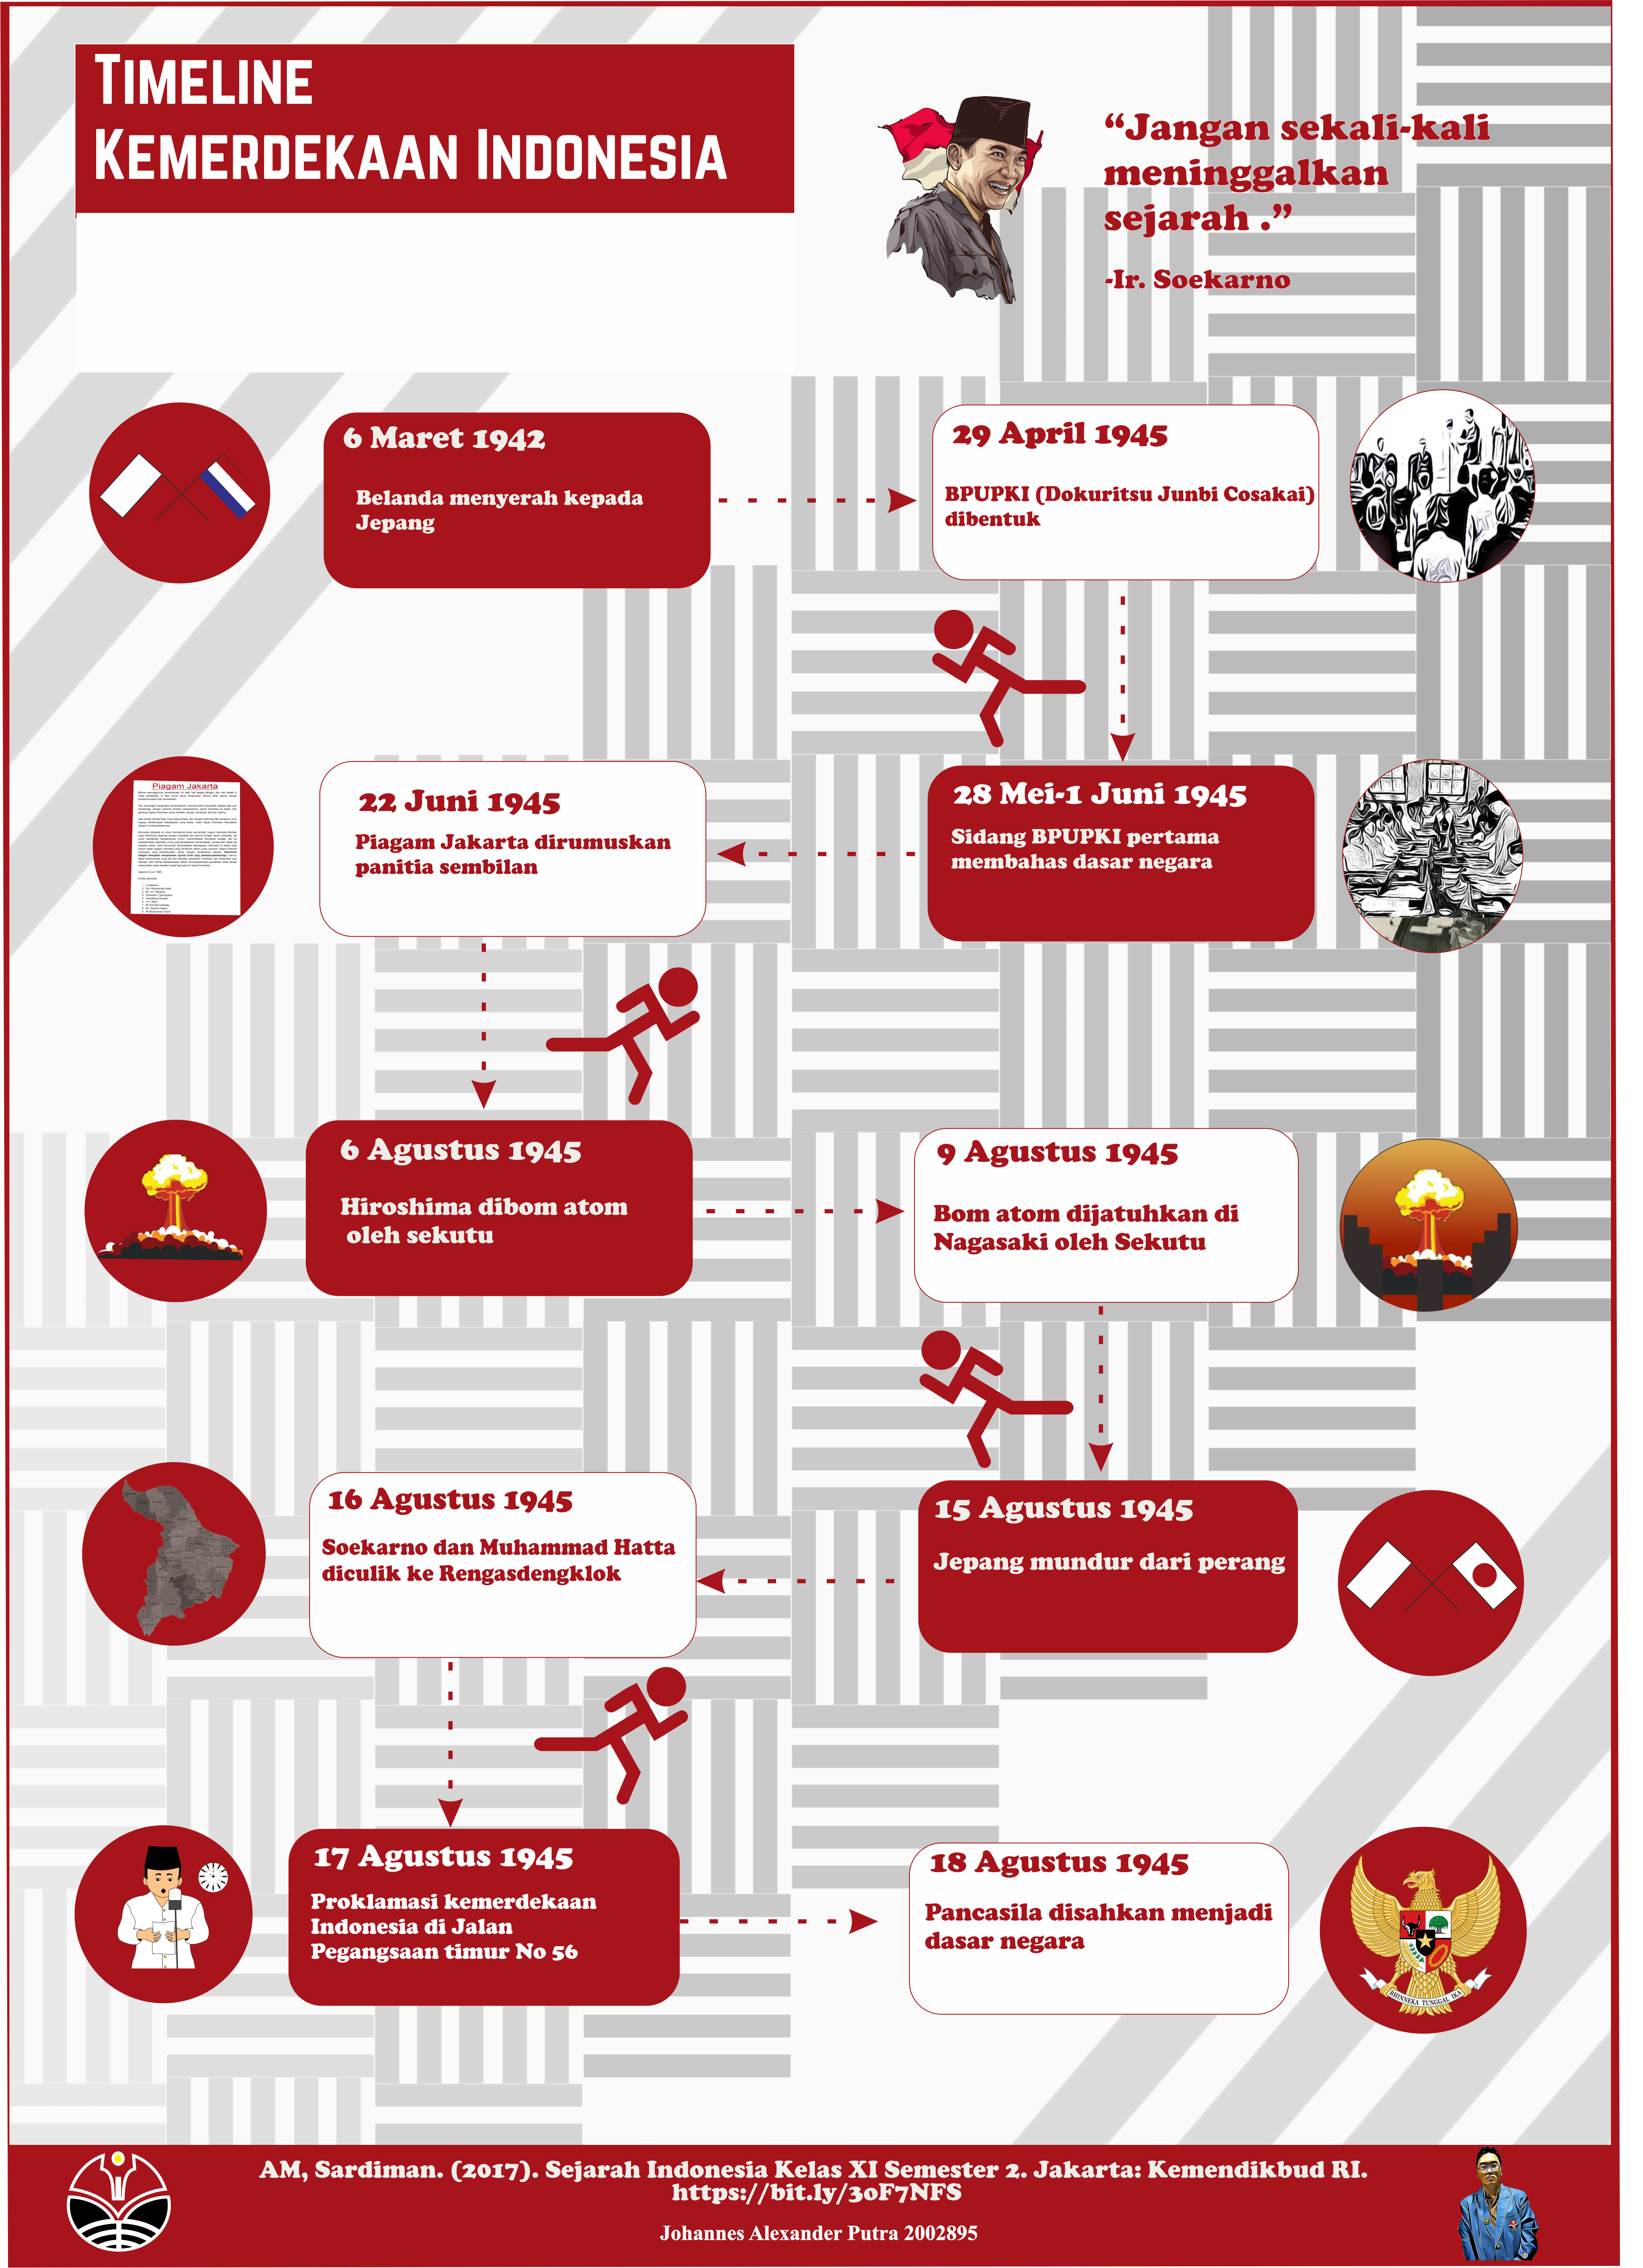 TIMELINE
KEMERDEKAAN INDONESIA
“Jangan sekali-kali
meninggalkan
sejarah .”
-Ir. Soekarno
6 Maret 1942
Belanda menyerah kepada
Jepang
29 April 1945
BPUPKI (Dokuritsu Junbi Cosakai)
dibentuk
28 Mei-1 Juni 1945
Sidang BPUPKI pertama
membahas dasar negara
22 Juni 1945
Piagam Jakarta dirumuskan
panitia sembilan
Piagam Jakarta
6 Agustus 1945
Hiroshima dibom atom
oleh sekutu
9 Agustus 1945
Bom atom dijatuhkan di
Nagasaki oleh Sekutu
15 Agustus 1945
Jepang mundur dari perang
16 Agustus 1945
Soekarno dan Muhammad Hatta
diculik ke Rengasdengklok
17 Agustus 1945
Proklamasi kemerdekaan
Indonesia di Jalan
Pegangsaan timur No 56
18 Agustus 1945
Pancasila disahkan menjadi
dasar negara
BHINNEKA TUNGGAL IKA
AM, Sardiman. (2017). Sejarah Indonesia Kelas XI Semester 2. Jakarta: Kemendikbud RI.
https://bit.ly/3oF7NFS
Johannes Alexander Putra 2002895